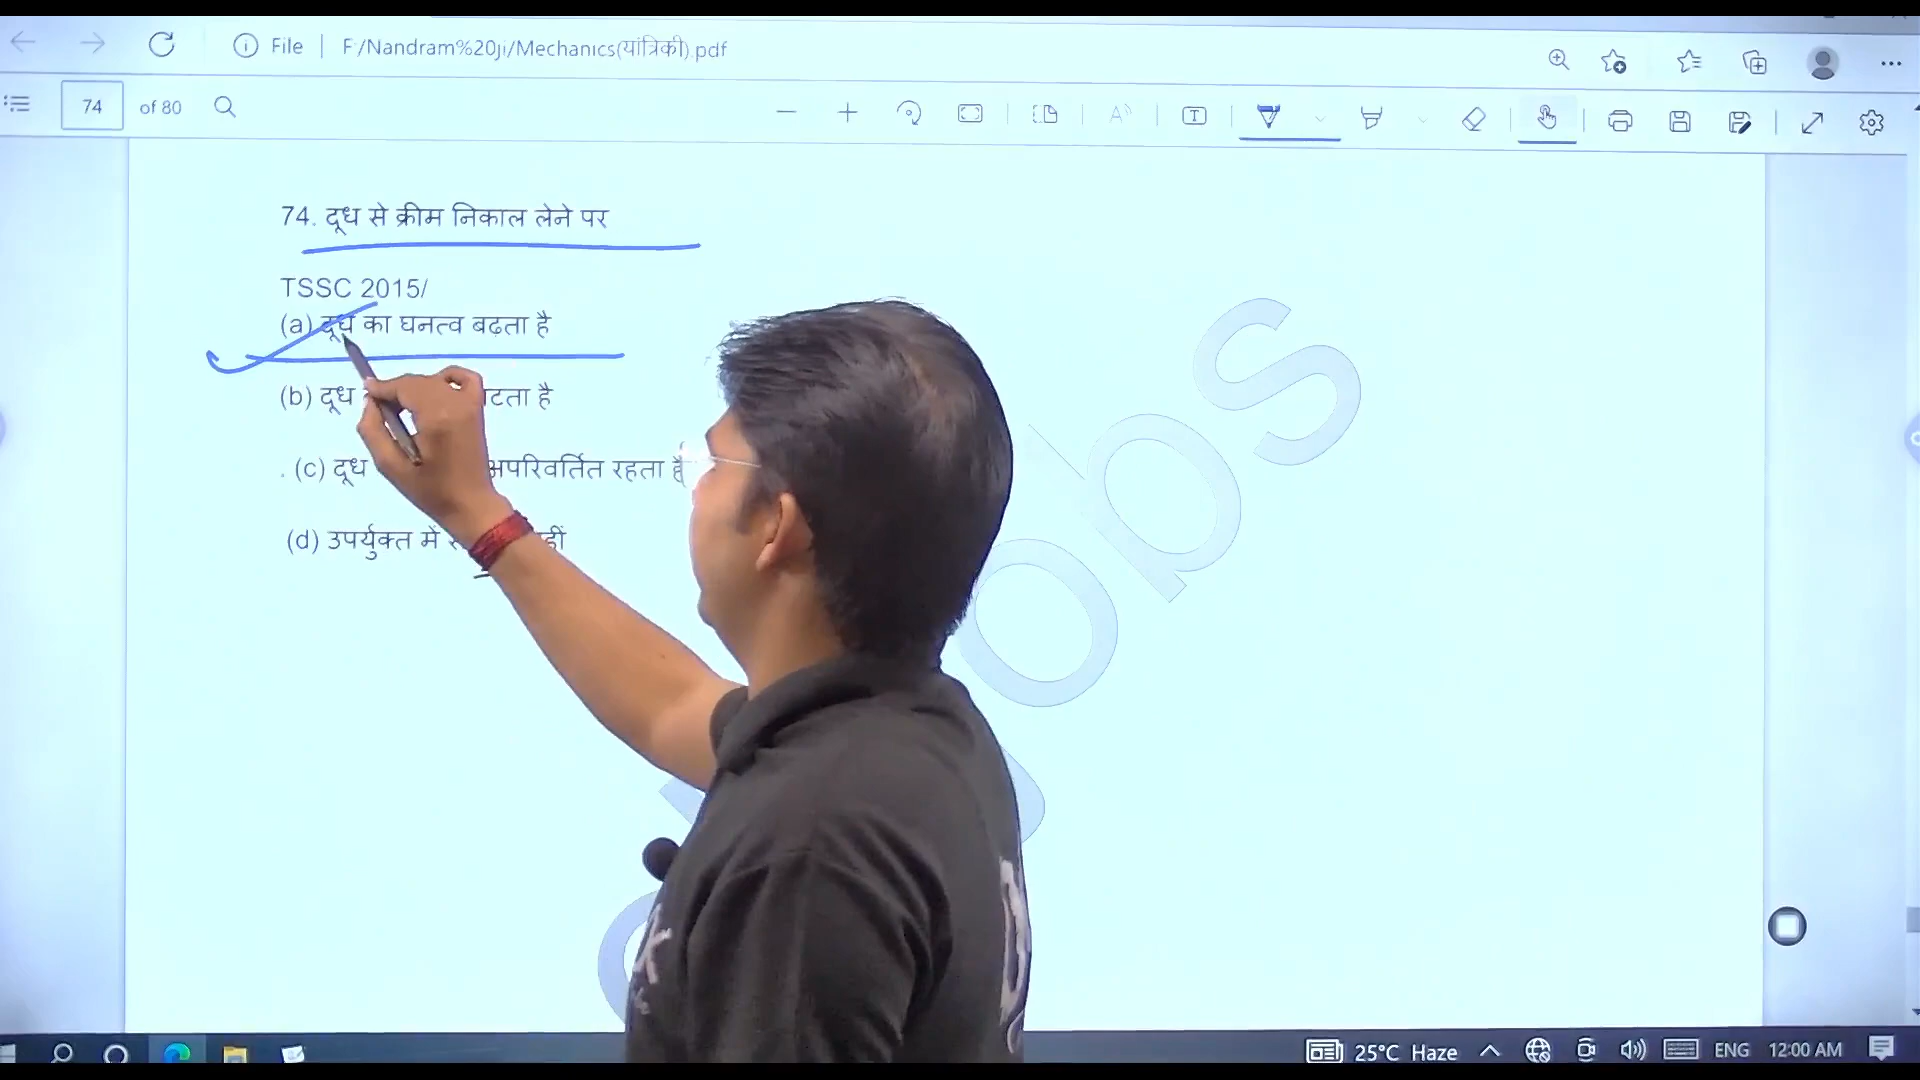 File | F:/Nandram%20ji/Mechanics(यांत्रिकी).pdf
74 of 80
74. दूध से क्रीम निकाल लेने पर
TSSC 2015/
(a) दूध का घनत्व बढ़ता है
(b) दूध है
. (c) दूध अपरिवर्तित रहता है
(d) उपर्युक्त में
bs
25°C Haze ENG 12:00 AM